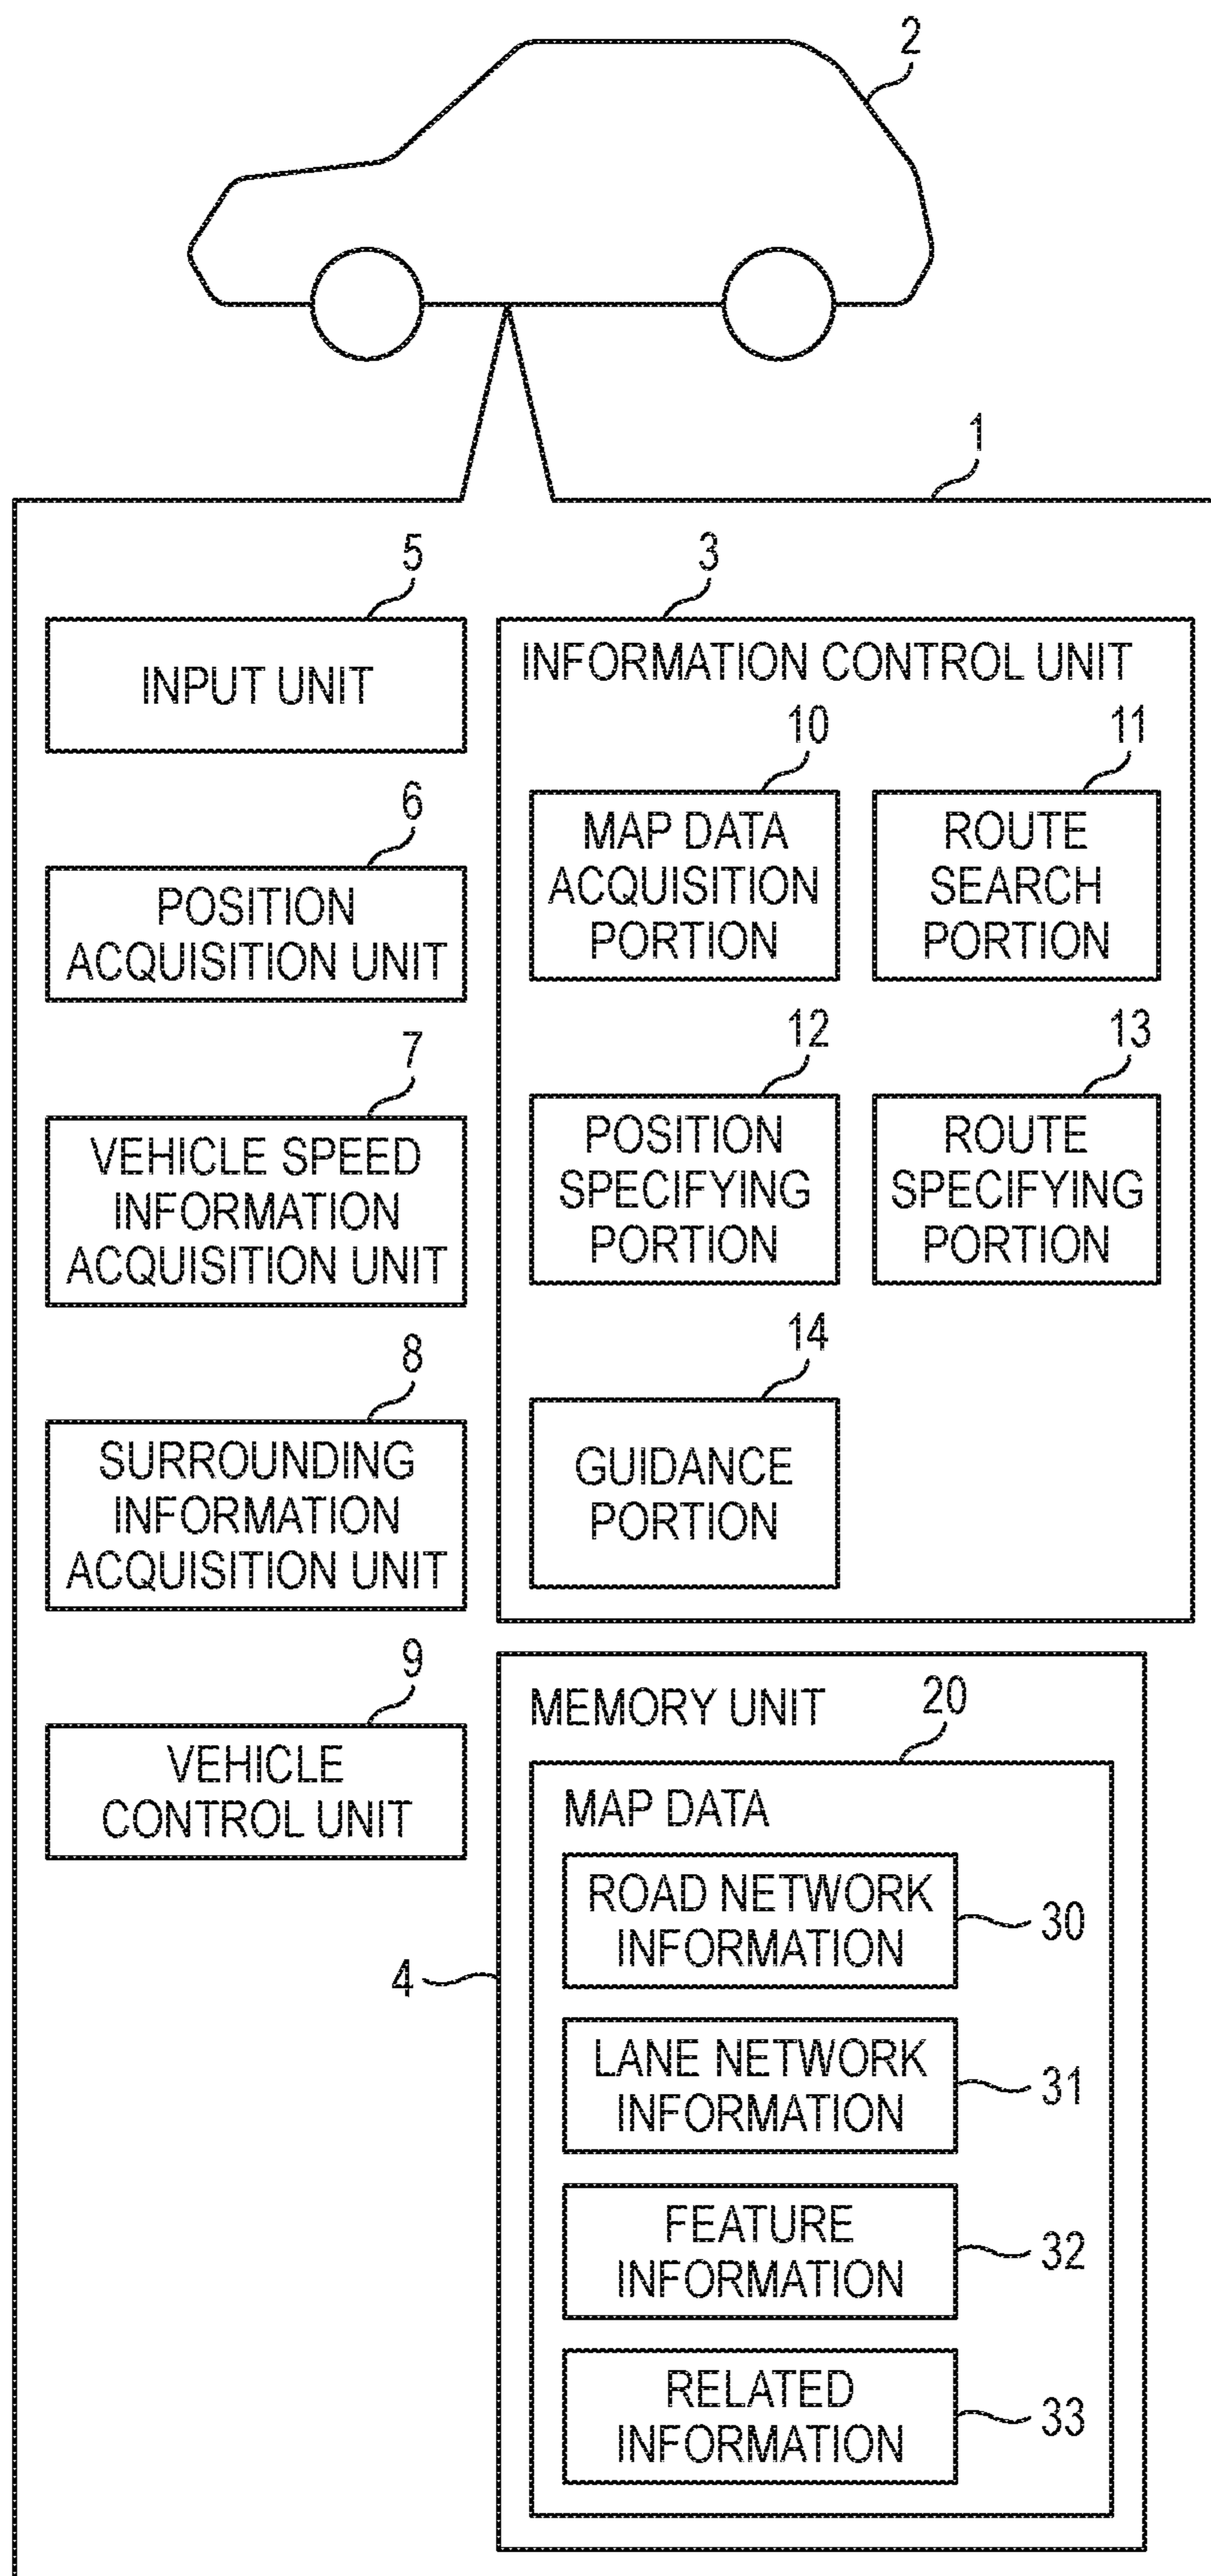 2
1
5
INPUT UNIT
6
POSITION
ACQUISITION UNIT
7
VEHICLE SPEED
INFORMATION
ACQUISITION UNIT
8
SURROUNDING
INFORMATION
ACQUISITION UNIT
9
VEHICLE
CONTROL UNIT
3
INFORMATION CONTROL UNIT
10
MAP DATA
ACQUISITION
PORTION
11
ROUTE
SEARCH
PORTION
12
POSITION
SPECIFYING
PORTION
13
ROUTE
SPECIFYING
PORTION
14
GUIDANCE
PORTION
4
MEMORY UNIT
20
MAP DATA
ROAD NETWORK
INFORMATION
30
LANE NETWORK
INFORMATION
31
FEATURE
INFORMATION
32
RELATED
INFORMATION
33